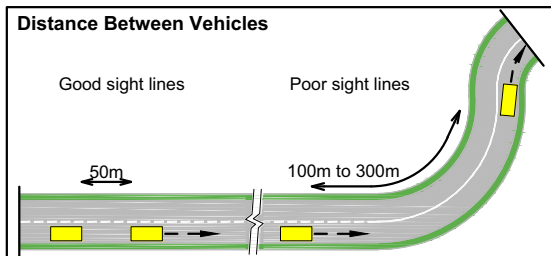 Distance Between Vehicles
Good sight lines
Poor sight lines
50m
100m to 300m